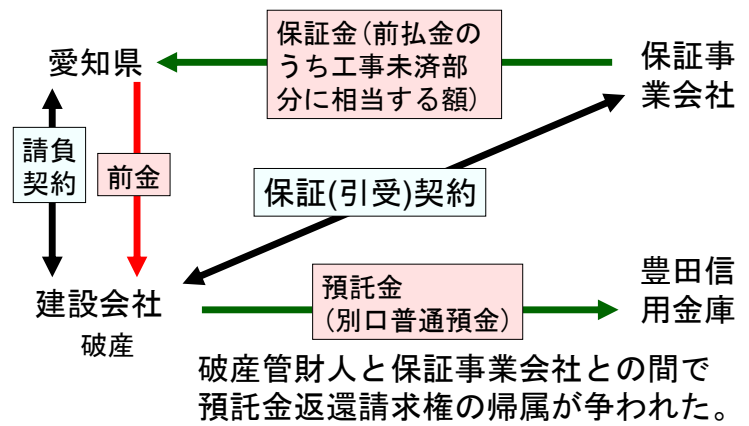 保証金(前払金の
うち工事未済部
分に相当する額)
愛知県
保証事
業会社
請負
契約
前金
保証(引受)契約
建設会社
破産
預託金
(別口普通預金)
豊田信
用金庫
破産管財人と保証事業会社との間で
預託金返還請求権の帰属が争われた。